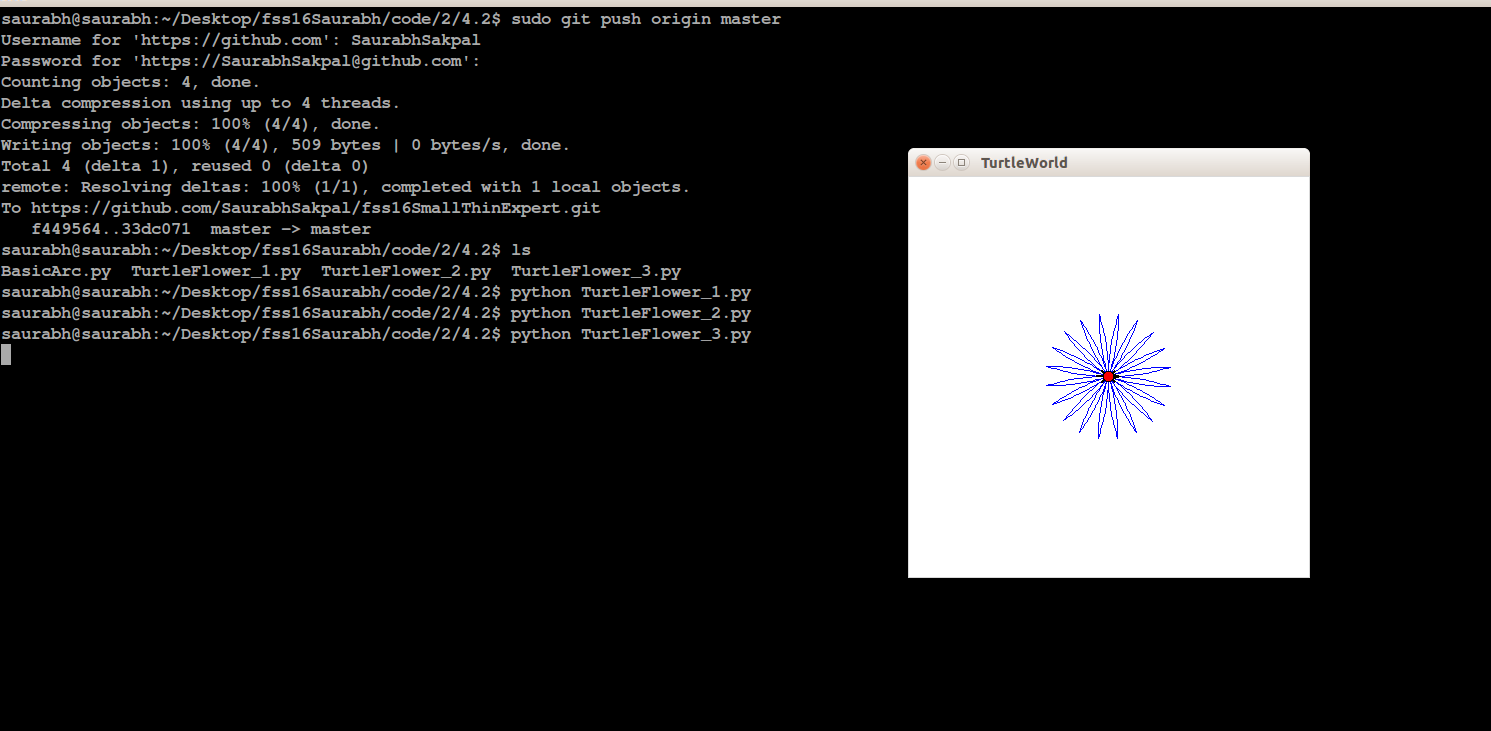 saurabh@saurabh:~/Desktop/fss16Saurabh/code/2/4.2$ sudo git push origin master
Username for 'https://github.com': SaurabhSakpal
Password for 'https://SaurabhSakpal@github.com':
Counting objects: 4, done.
Delta compression using up to 4 threads.
Compressing objects: 100% (4/4), done.
Writing objects: 100% (4/4), 509 bytes | 0 bytes/s, done.
Total 4 (delta 1), reused 0 (delta 0)
remote: Resolving deltas: 100% (1/1), completed with 1 local objects.
To https://github.com/SaurabhSakpal/fss16SmallThinExpert.git
   f449564..33dc071  master -> master
saurabh@saurabh:~/Desktop/fss16Saurabh/code/2/4.2$ ls
BasicArc.py  TurtleFlower_1.py  TurtleFlower_2.py  TurtleFlower_3.py
saurabh@saurabh:~/Desktop/fss16Saurabh/code/2/4.2$ python TurtleFlower_1.py
saurabh@saurabh:~/Desktop/fss16Saurabh/code/2/4.2$ python TurtleFlower_2.py
saurabh@saurabh:~/Desktop/fss16Saurabh/code/2/4.2$ python TurtleFlower_3.py
TurtleWorld